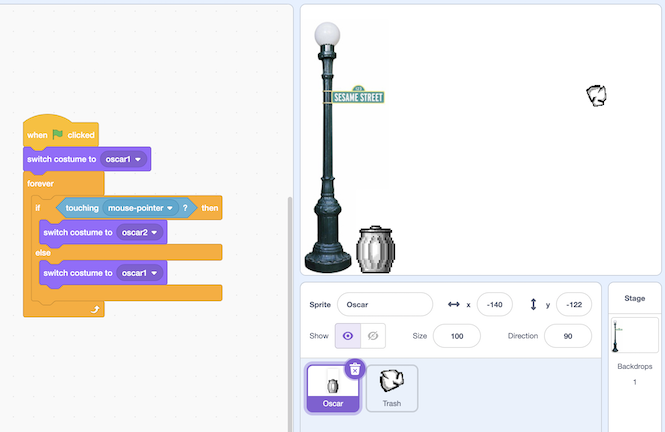 SESAME STREET
when clicked
switch costume to oscar1
forever
if touching mouse-pointer ? then
switch costume to oscar2
else
switch costume to oscar1
Sprite Oscar x -140 y -122
Show Size 100 Direction 90
Stage
Backdrops
1
Oscar
Trash